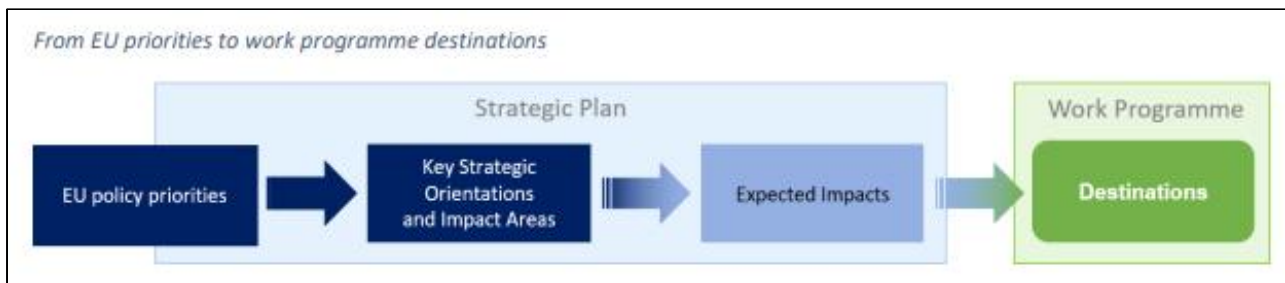 From EU priorities to work programme destinations
Strategic Plan
Work Programme
EU policy priorities
Key Strategic
Orientations
and Impact Areas
Expected Impacts
Destinations